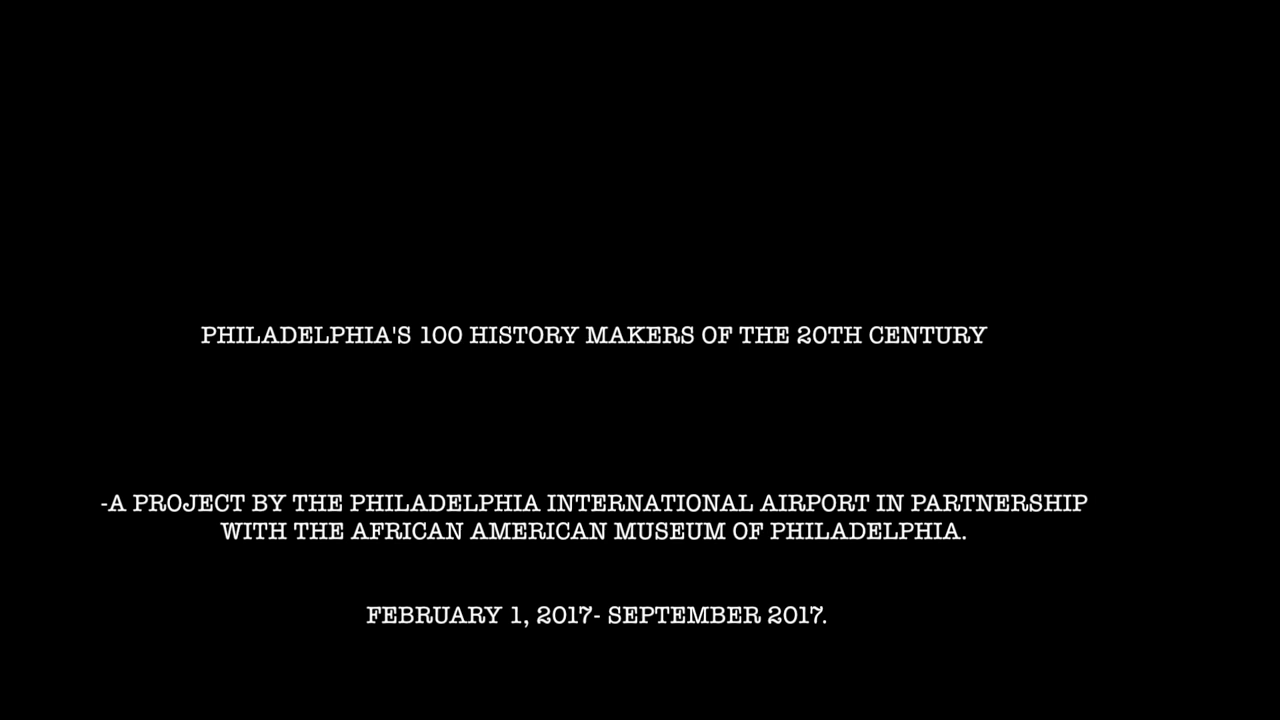 PHILADELPHIA'S 100 HISTORY MAKERS OF THE 20TH CENTURY
-A PROJECT BY THE PHILADELPHIA INTERNATIONAL AIRPORT IN PARTNERSHIP
WITH THE AFRICAN AMERICAN MUSEUM OF PHILADELPHIA.
FEBRUARY 1, 2017- SEPTEMBER 2017.